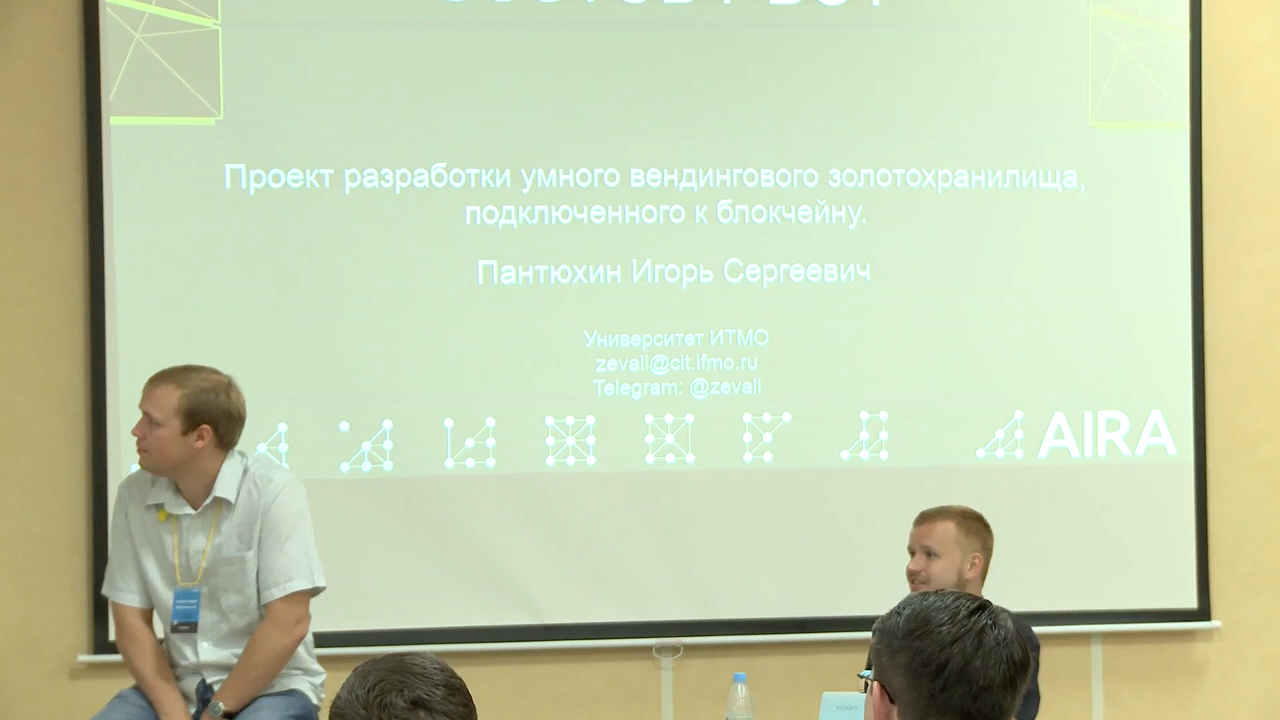 Проект разработки умного вендингового золотохранилища,
подключенного к блокчейну.
Пантюхин Игорь Сергеевич
Университет ИТМО
zevall@cit.ifmo.ru
Telegram: @zevall
AIRA